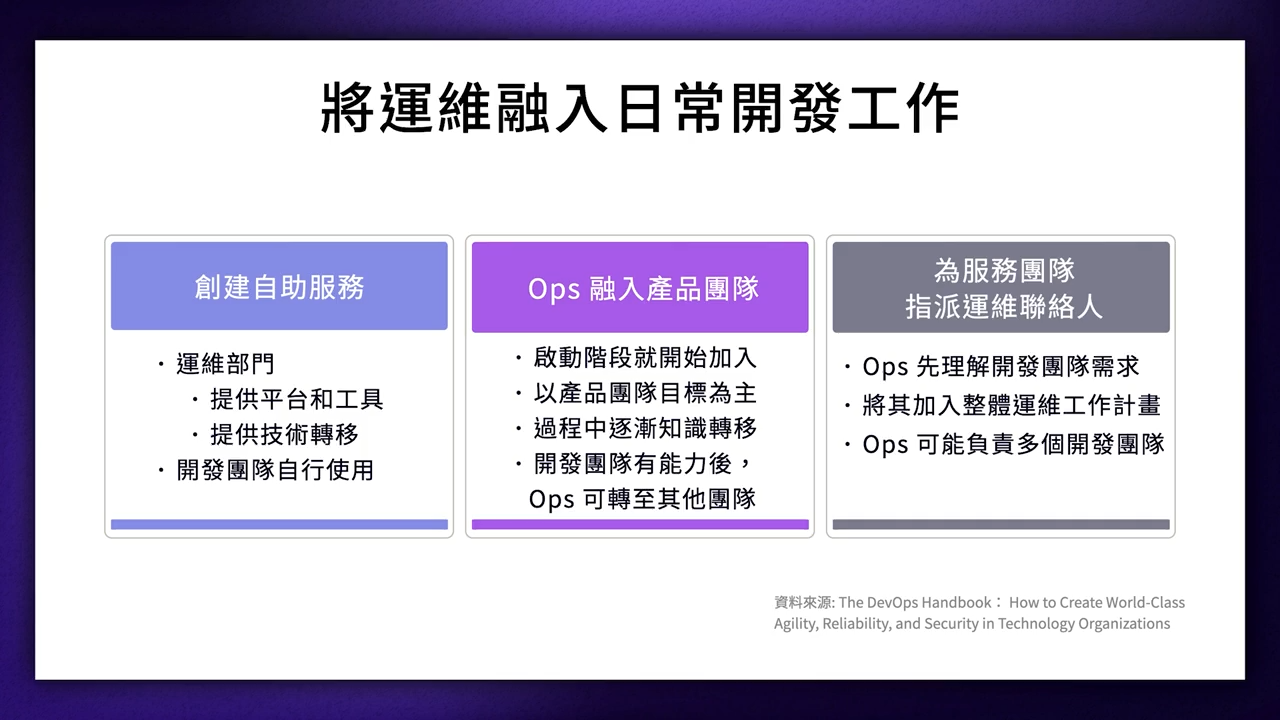 將運維融入日常開發工作
創建自助服務
・運維部門
・提供平台和工具
・提供技術轉移
・開發團隊自行使用
Ops 融入產品團隊
・啟動階段就開始加入
・以產品團隊目標為主
・過程中逐漸知識轉移
・開發團隊有能力後，
Ops 可轉至其他團隊
為服務團隊
指派運維聯絡人
・Ops 先理解開發團隊需求
・將其加入整體運維工作計畫
・Ops 可能負責多個開發團隊
資料來源: The DevOps Handbook： How to Create World-Class
Agility, Reliability, and Security in Technology Organizations